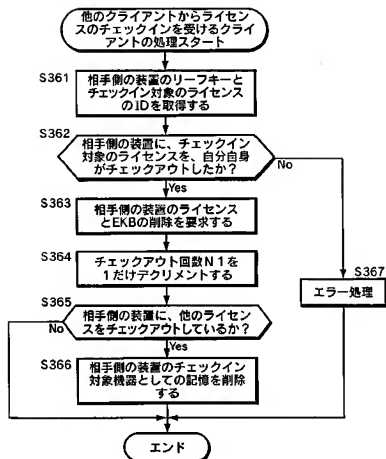 他のクライアントからライセン
スのチェックインを受けるクライ
アントの処理スタート
S361
相手側の装置のリーフキーと
チェックイン対象のライセンス
のIDを取得する
S362
相手側の装置に、チェックイン
対象のライセンスを、自分自身
がチェックアウトしたか?
No
Yes
S363
相手側の装置のライセンス
とEKBの削除を要求する
S364
チェックアウト回数N1を
1だけデクリメントする
S367
エラー処理
S365
相手側の装置に、他のライセンス
をチェックアウトしているか?
No
Yes
S366
相手側の装置のチェックイン
対象機器としての記憶を削除
する
エンド